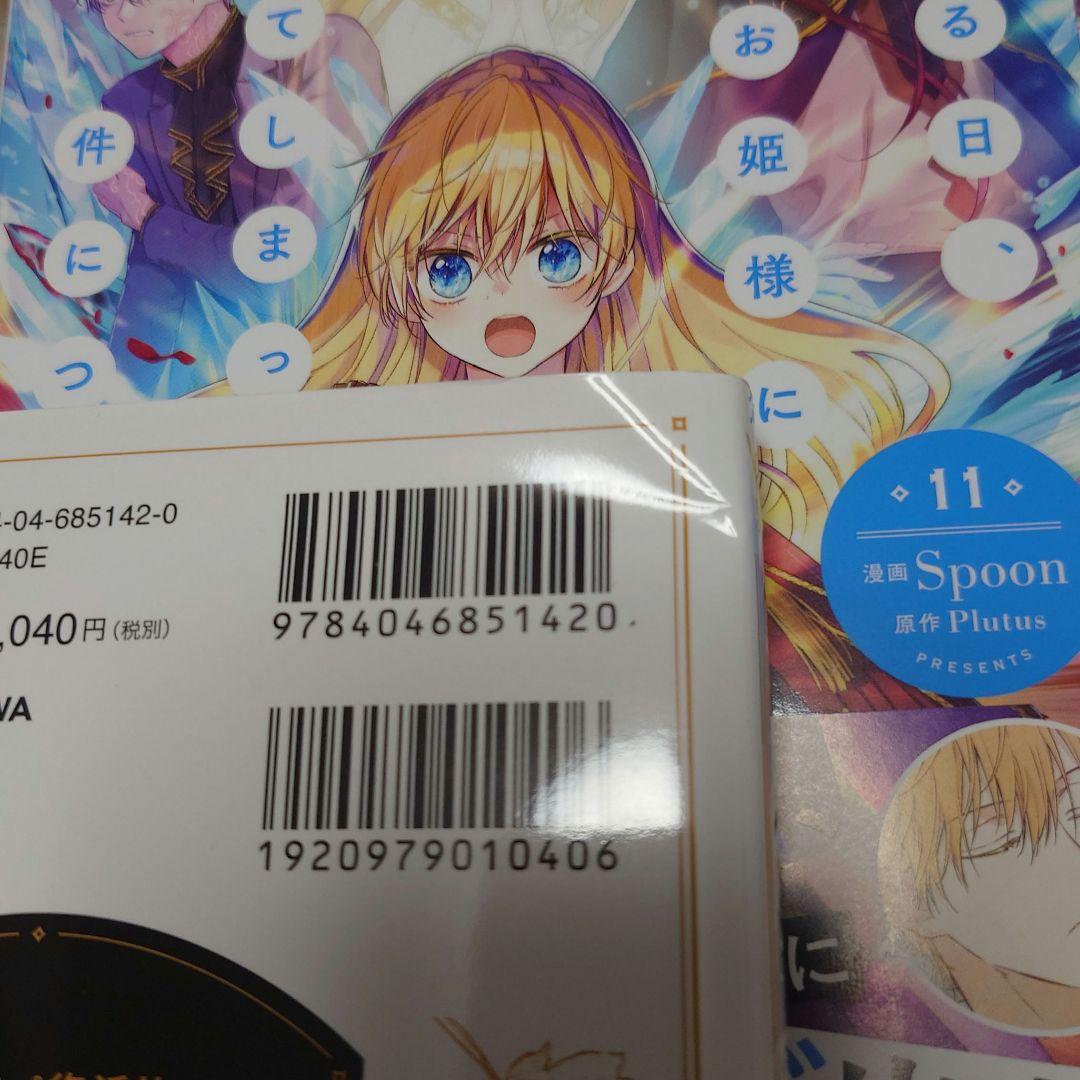 る日、
お姫様に
てしまっ
件につ
11
漫画 Spoon
原作 Plutus
PRESENTS
-04-685142-0
40E
,040円(税別)
WA
9784046851420
1920979010406
に